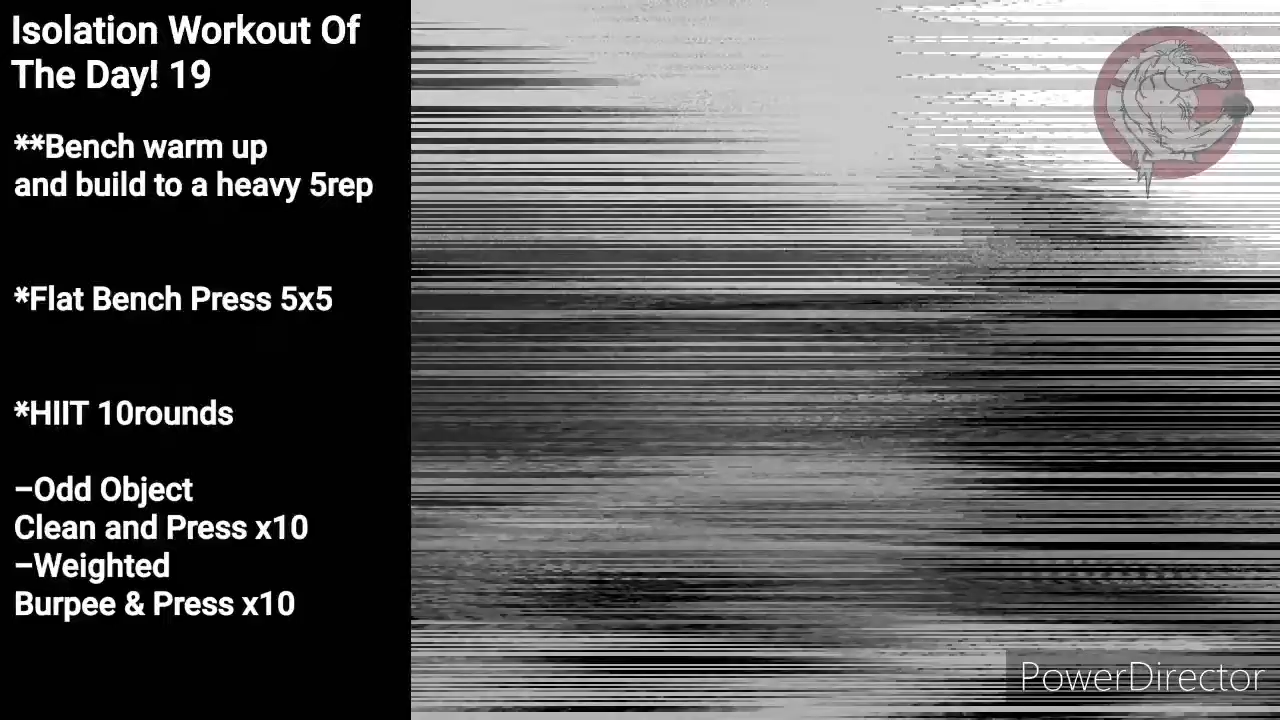 Isolation Workout Of
The Day! 19
**Bench warm up
and build to a neavy 5rep
*Flat Bench Press 5x5
*HIIT 10rounds
–Odd Object
Clean and Press x10
–Weighted
Burpee & Press x10
PowerDirector